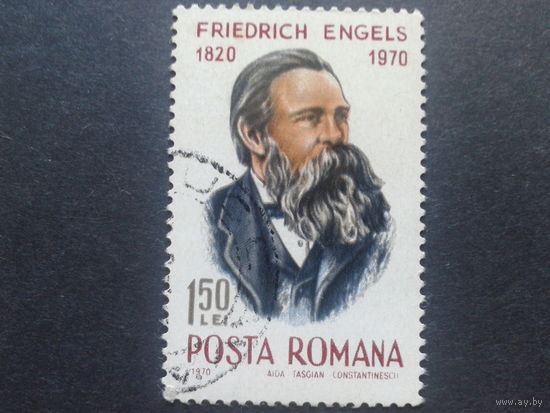 FRIEDRICH ENGELS
1820 1970
1.50
LEI
POSTA ROMANA
1970 AIDA TASGIAN CONSTANTINESCU
www.ay.by